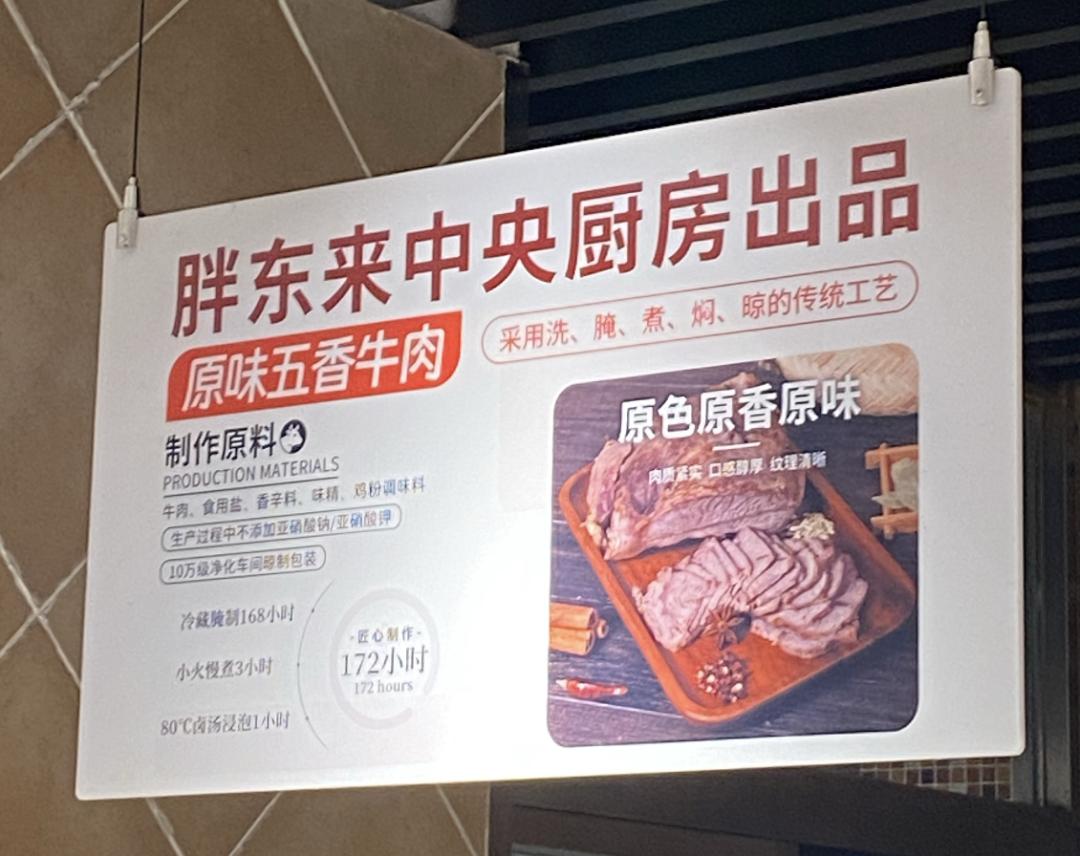 胖东来中央厨房出品
原味五香牛肉
采用洗、腌、煮、焖、晾的传统工艺
制作原料
PRODUCTION MATERIALS
牛肉、食用盐、香辛料、味精、鸡粉调味料
生产过程中不添加亚硝酸钠/亚硝酸钾
10万级净化车间晾制包装
冷藏腌制168小时
小火慢煮3小时
80℃卤汤浸泡1小时
-匠心制作-
172小时
172 hours
原色原香原味
肉质紧实 口感醇厚 纹理清晰